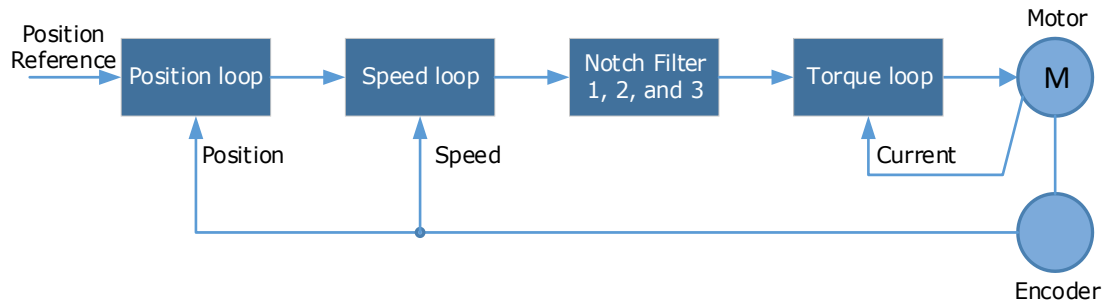 Motor
Position
Reference
Position loop
Speed loop
Notch Filter
1, 2, and 3
Torque loop
M
Position
Speed
Current
Encoder